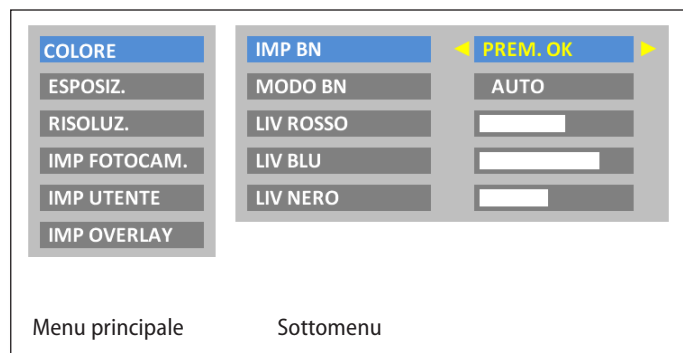 COLORE
ESPOSIZ.
RISOLUZ.
IMP FOTOCAM.
IMP UTENTE
IMP OVERLAY
IMP BN PREM. OK
MODO BN AUTO
LIV ROSSO
LIV BLU
LIV NERO
Menu principale
Sottomenu